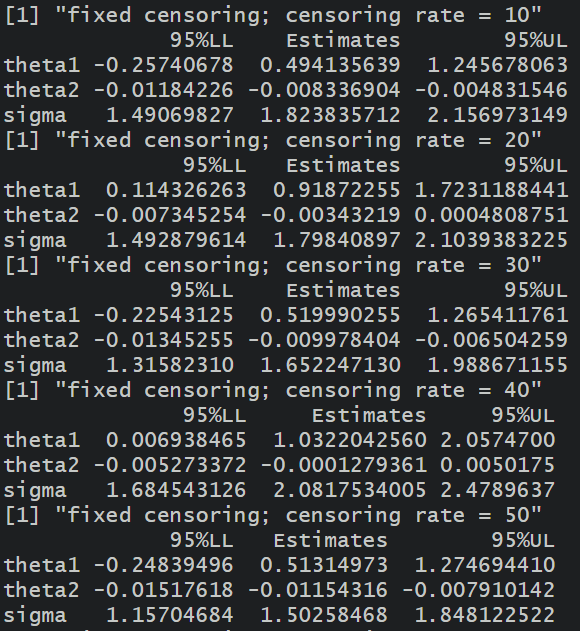 [1] "fixed censoring; censoring rate = 10"
95%LL Estimates 95%UL
theta1 -0.25740678 0.494135639 1.245678063
theta2 -0.01184226 -0.008336904 -0.004831546
sigma 1.49069827 1.823835712 2.156973149
[1] "fixed censoring; censoring rate = 20"
95%LL Estimates 95%UL
theta1 0.114326263 0.91872255 1.7231188441
theta2 -0.007345254 -0.00343219 0.0004808751
sigma 1.492879614 1.79840897 2.1039383225
[1] "fixed censoring; censoring rate = 30"
95%LL Estimates 95%UL
theta1 -0.22543125 0.519990255 1.265411761
theta2 -0.01345255 -0.009978404 -0.006504259
sigma 1.31582310 1.652247130 1.988671155
[1] "fixed censoring; censoring rate = 40"
95%LL Estimates 95%UL
theta1 0.006938465 1.0322042560 2.0574700
theta2 -0.005273372 -0.0001279361 0.0050175
sigma 1.684543126 2.0817534005 2.4789637
[1] "fixed censoring; censoring rate = 50"
95%LL Estimates 95%UL
theta1 -0.24839496 0.51314973 1.274694410
theta2 -0.01517618 -0.01154316 -0.007910142
sigma 1.15704684 1.50258468 1.848122522